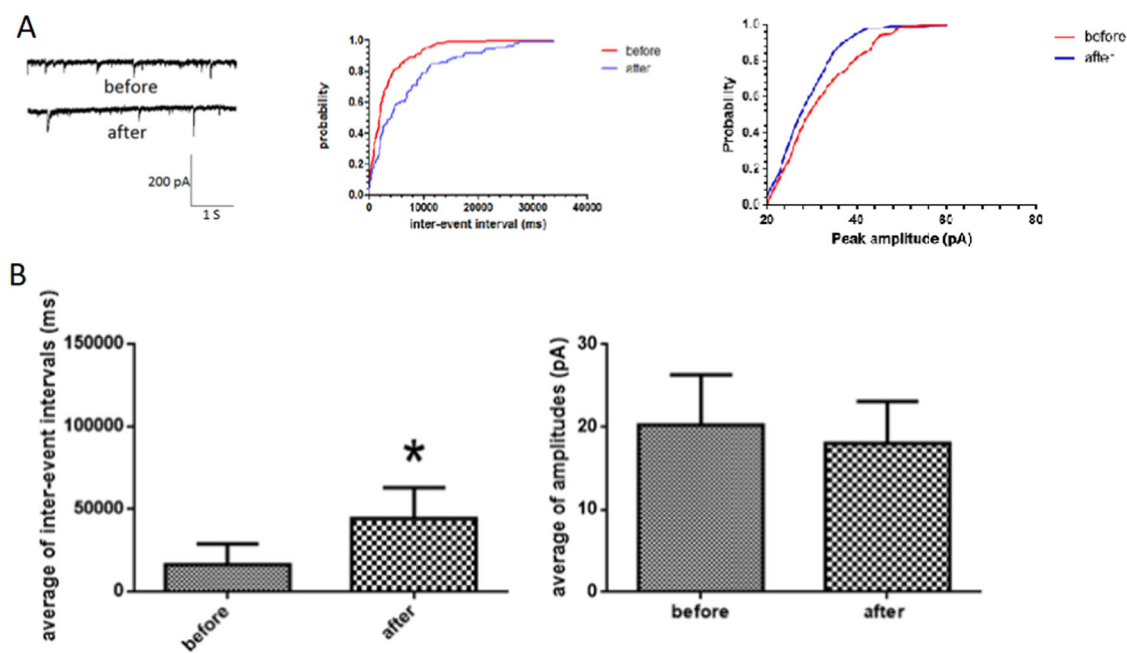 A
before
after
200 pA
1 S
probability
1.0
0.8
0.6
0.4
0.2
0.0
0
10000
20000
30000
40000
inter-event interval (ms)
before
after
Probability
1.0
0.8
0.6
0.4
0.2
0.0
20
40
60
80
Peak amplitude (pA)
before
after
B
average of inter-event intervals (ms)
150000
100000
50000
0
*
before
after
average of amplitudes (pA)
30
20
10
0
before
after